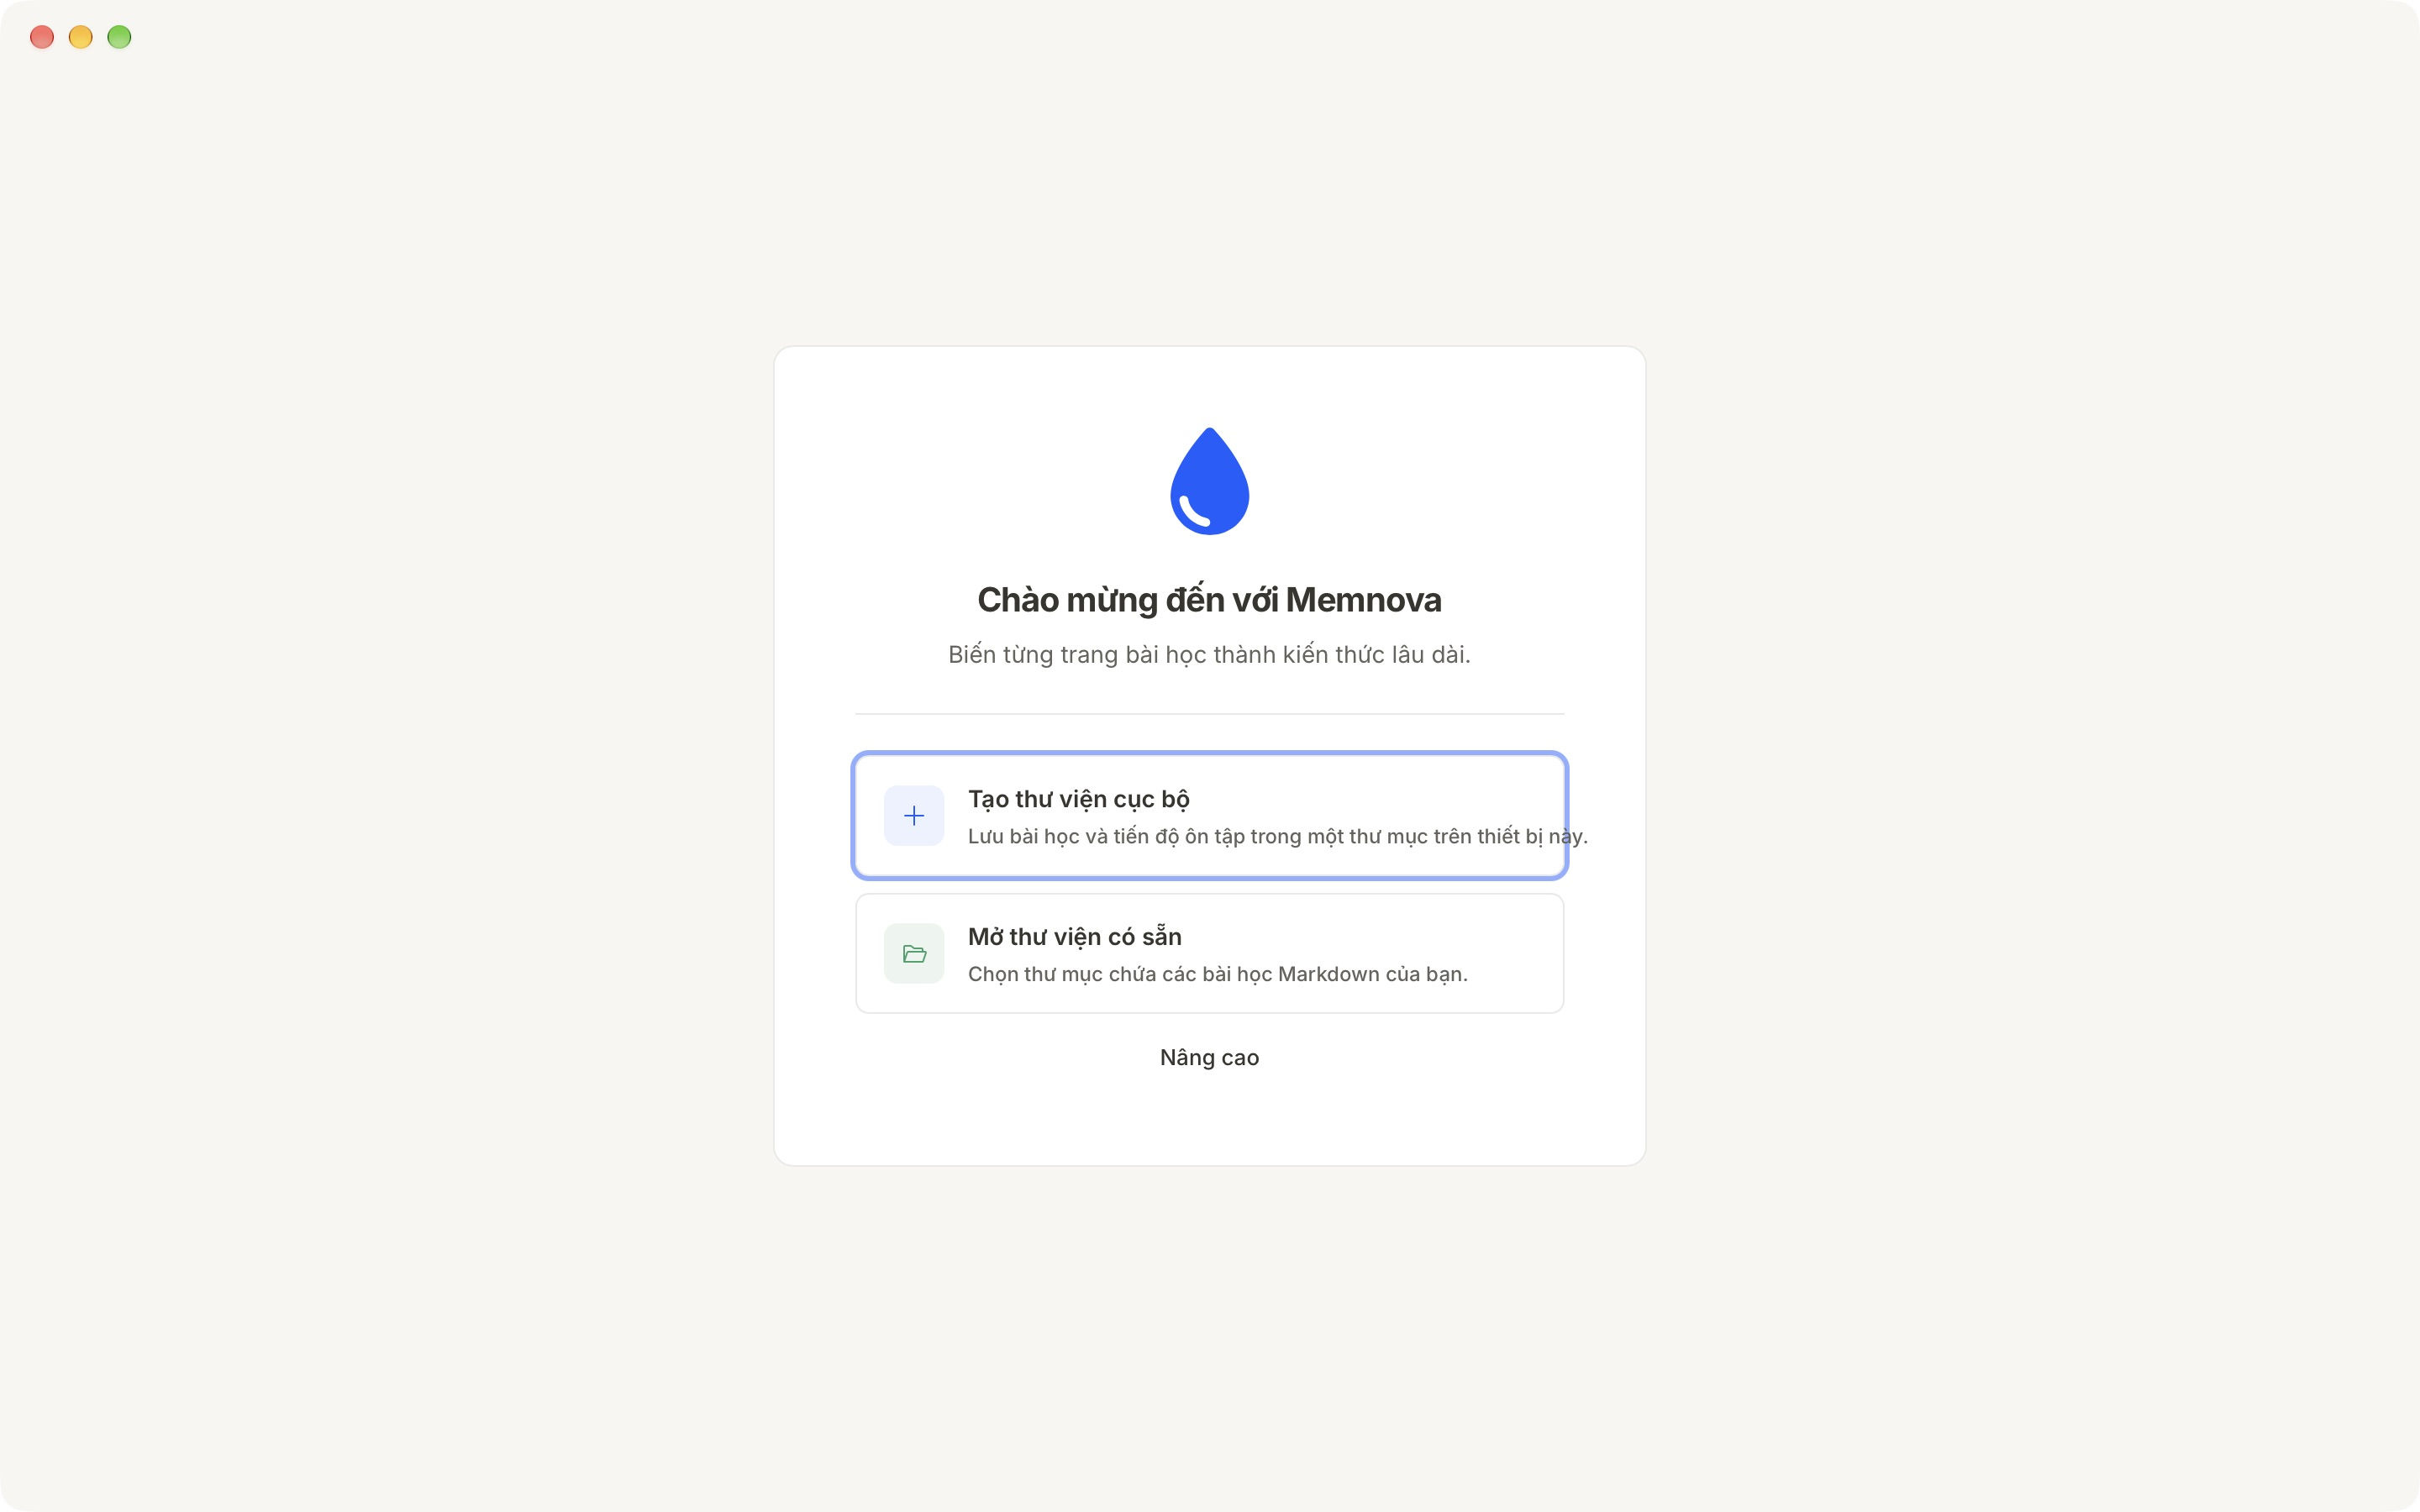 Chào mừng đến với Memnova
Biến từng trang bài học thành kiến thức lâu dài.
Tạo thư viện cục bộ
Lưu bài học và tiến độ ôn tập trong một thư mục trên thiết bị này.
Mở thư viện có sẵn
Chọn thư mục chứa các bài học Markdown của bạn.
Nâng cao